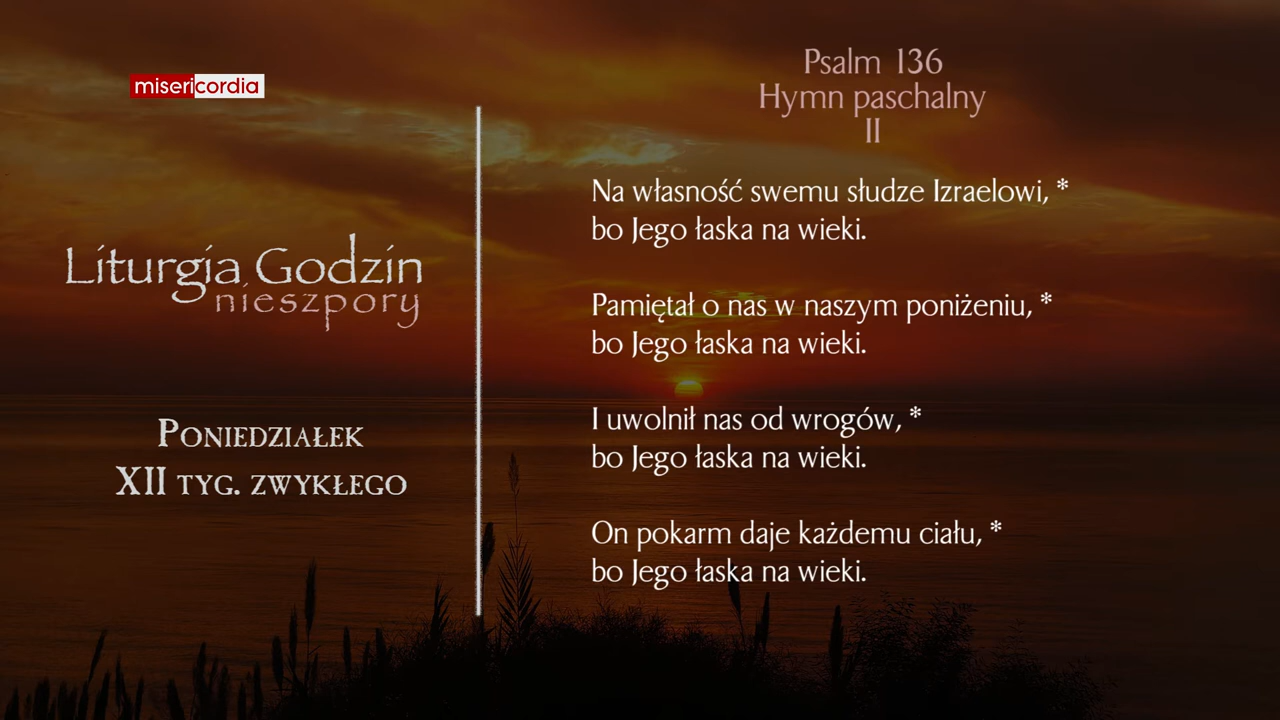 misericordia
Liturgia Godzin
nieszpory
Poniedziałek
XII tyg. zwykłego
Psalm 136
Hymn paschalny
II
Na własność swemu słudze Izraelowi, *
bo Jego łaska na wieki.
Pamiętał o nas w naszym poniżeniu, *
bo Jego łaska na wieki.
I uwolnił nas od wrogów, *
bo Jego łaska na wieki.
On pokarm daje każdemu ciału, *
bo Jego łaska na wieki.